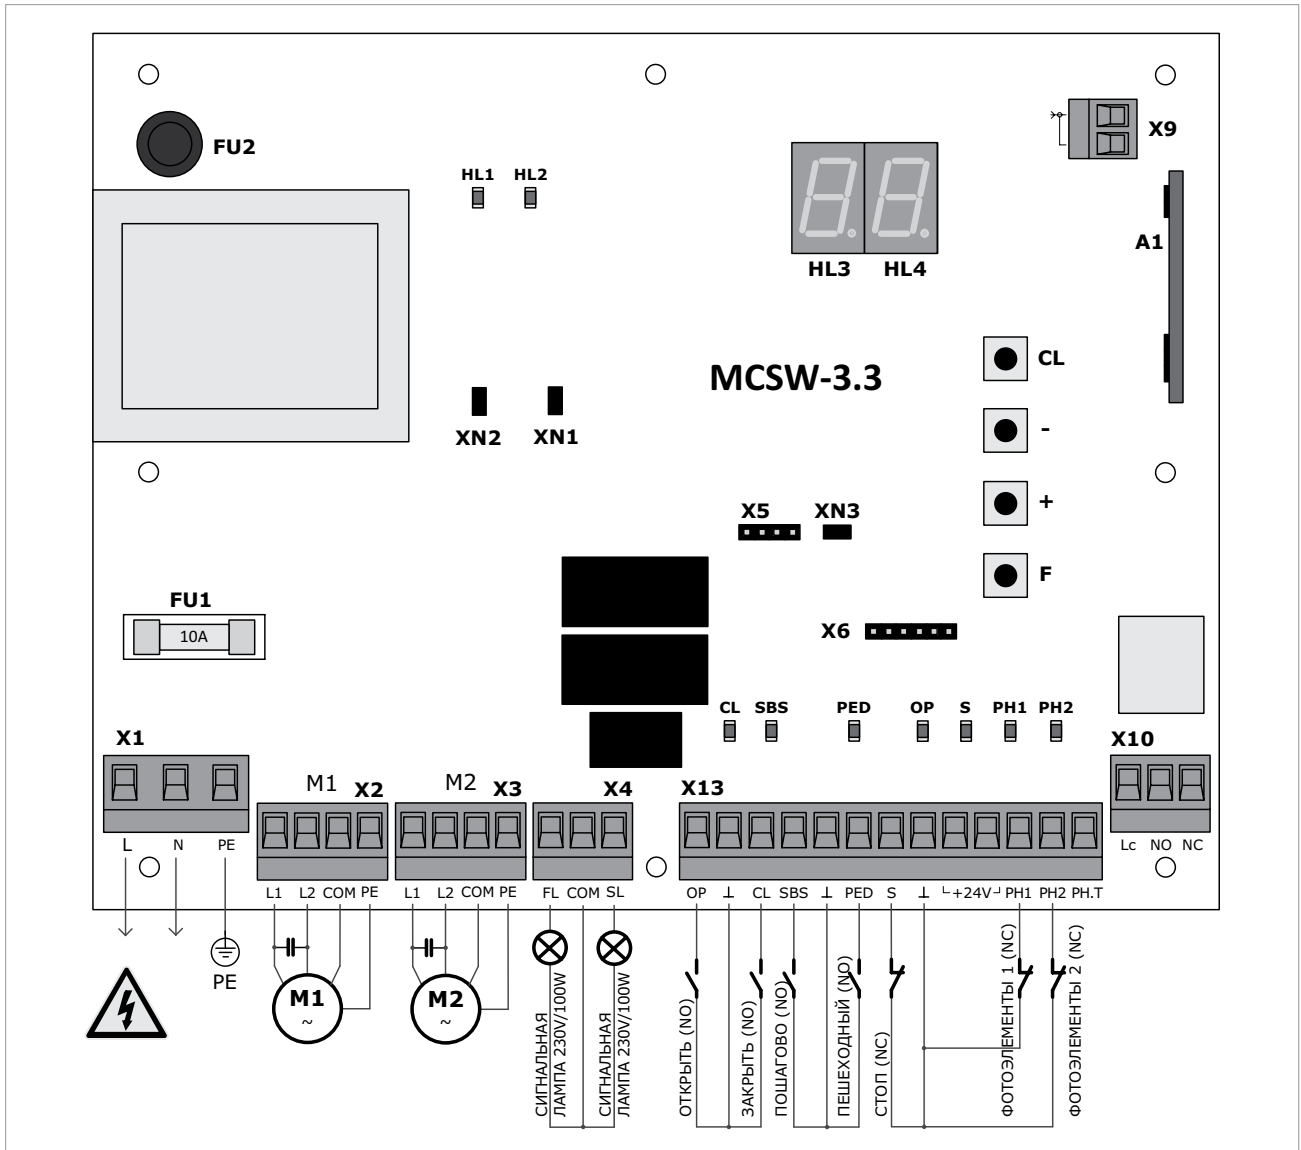 FU2
HL1 HL2
X9
A1
HL3 HL4
CL
MCSW-3.3
-
XN2 XN1
+
X5 XN3
F
FU1
10A
X6
CL SBS PED OP S PH1 PH2
X1
X10
M1 X2
M2 X3
X4
X13
L N PE
Lc NO NC
L1 L2 COM PE
L1 L2 COM PE
FL COM SL
OP ⊥ CL SBS ⊥ PED S ⊥ +24V PH1 PH2 PH.T
PE
M1
~
M2
~
СИГНАЛЬНАЯ
ЛАМПА 230V/100W
СИГНАЛЬНАЯ
ЛАМПА 230V/100W
ОТКРЫТЬ (NO)
ЗАКРЫТЬ (NO)
ПОШАГОВО (NO)
ПЕШЕХОДНЫЙ (NO)
СТОП (NC)
ФОТОЭЛЕМЕНТЫ 1 (NC)
ФОТОЭЛЕМЕНТЫ 2 (NC)